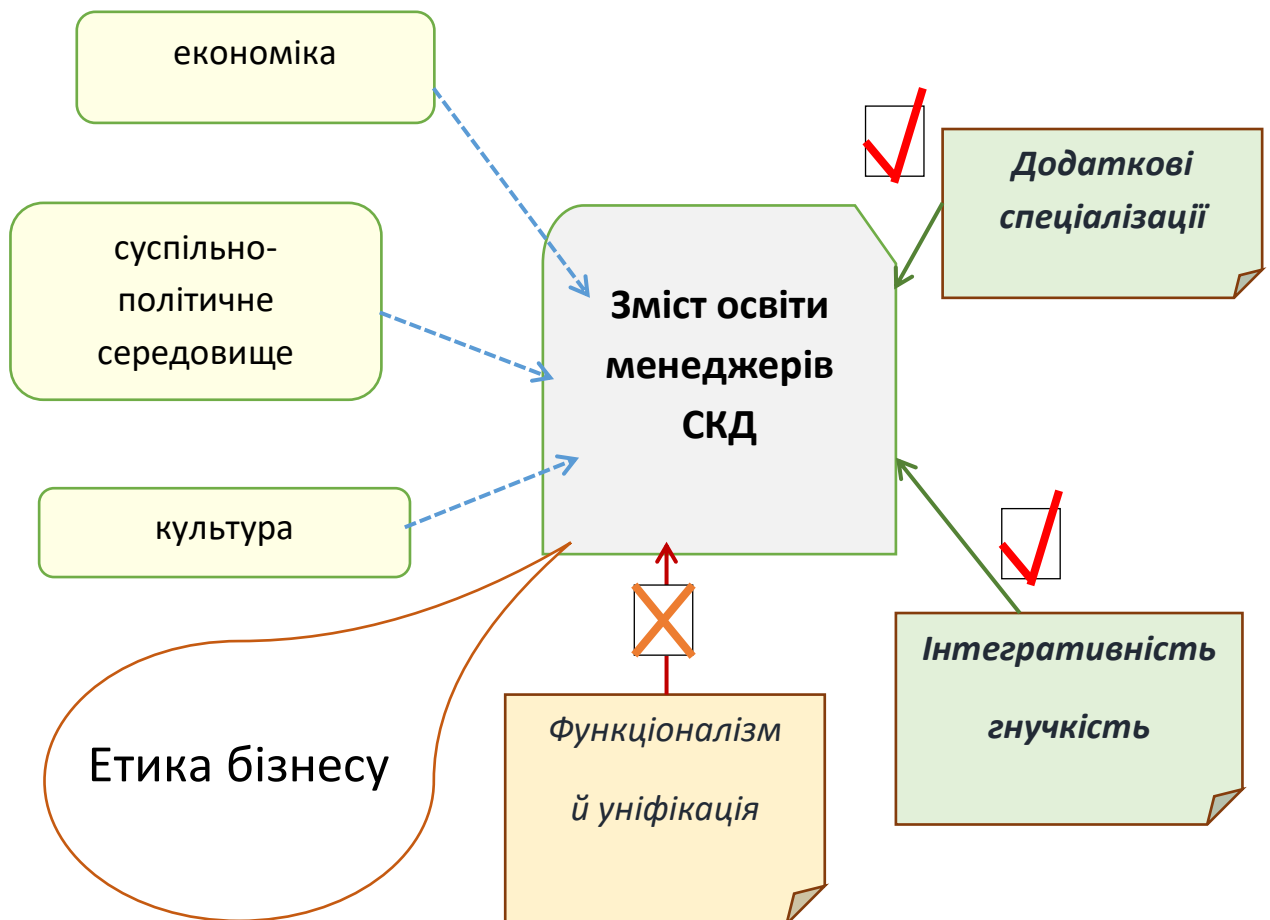 економіка
суспільно-
політичне
середовище
культура
Зміст освіти
менеджерів
СКД
Додаткові
спеціалізації
Інтегративність
гнучкість
Функціоналізм
й уніфікація
Етика бізнесу